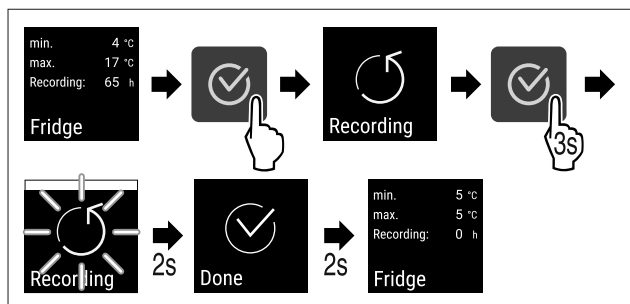 min. 4 °C
max. 17 °C
Recording: 65 h
Fridge
Recording
3s
Recording
2s
Done
2s
min. 5 °C
max. 5 °C
Recording: 0 h
Fridge